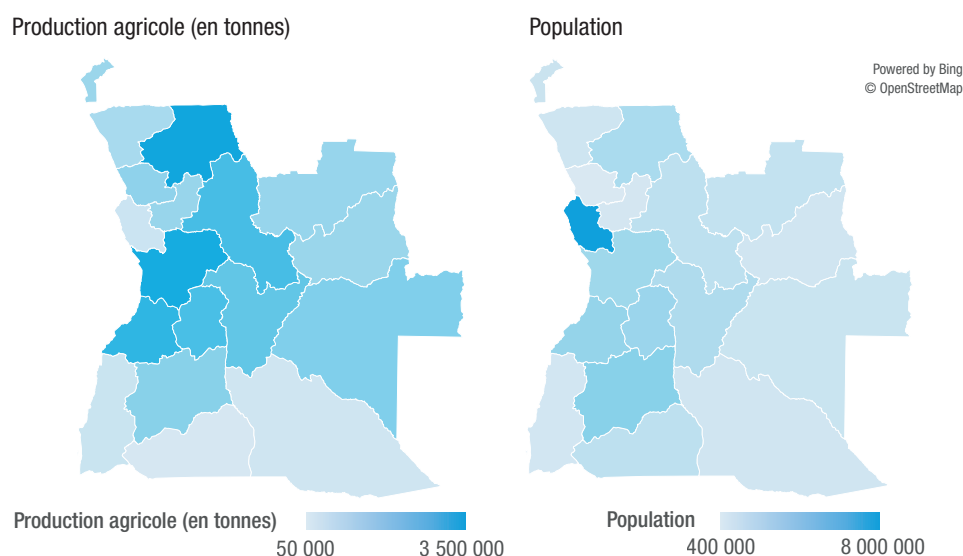 Production agricole (en tonnes)
Population
Powered by Bing
© OpenStreetMap
Production agricole (en tonnes)
50 000
3 500 000
Population
400 000
8 000 000